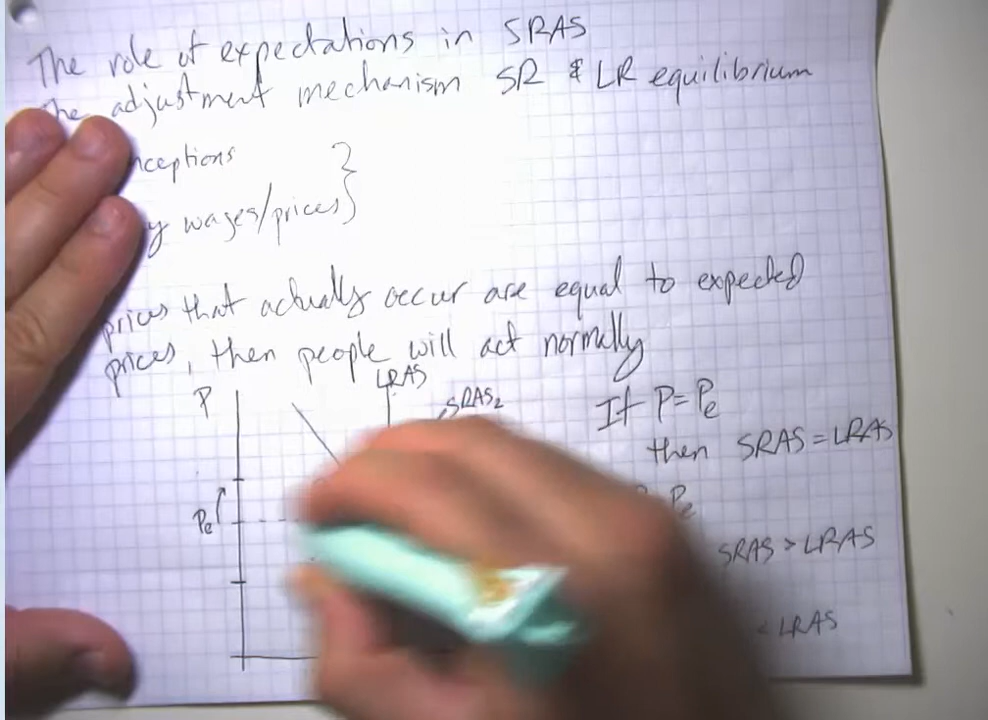 The role of expectations in SRAS
The adjustment mechanism SR & LR equilibrium
nceptions
y wages/prices}
prices that actually occur are equal to expected
prices, then people will act normally
LRAS
P
SRAS2
If P=Pe
then SRAS=LRAS
Pe
Pe
SRAS>LRAS
<LRAS